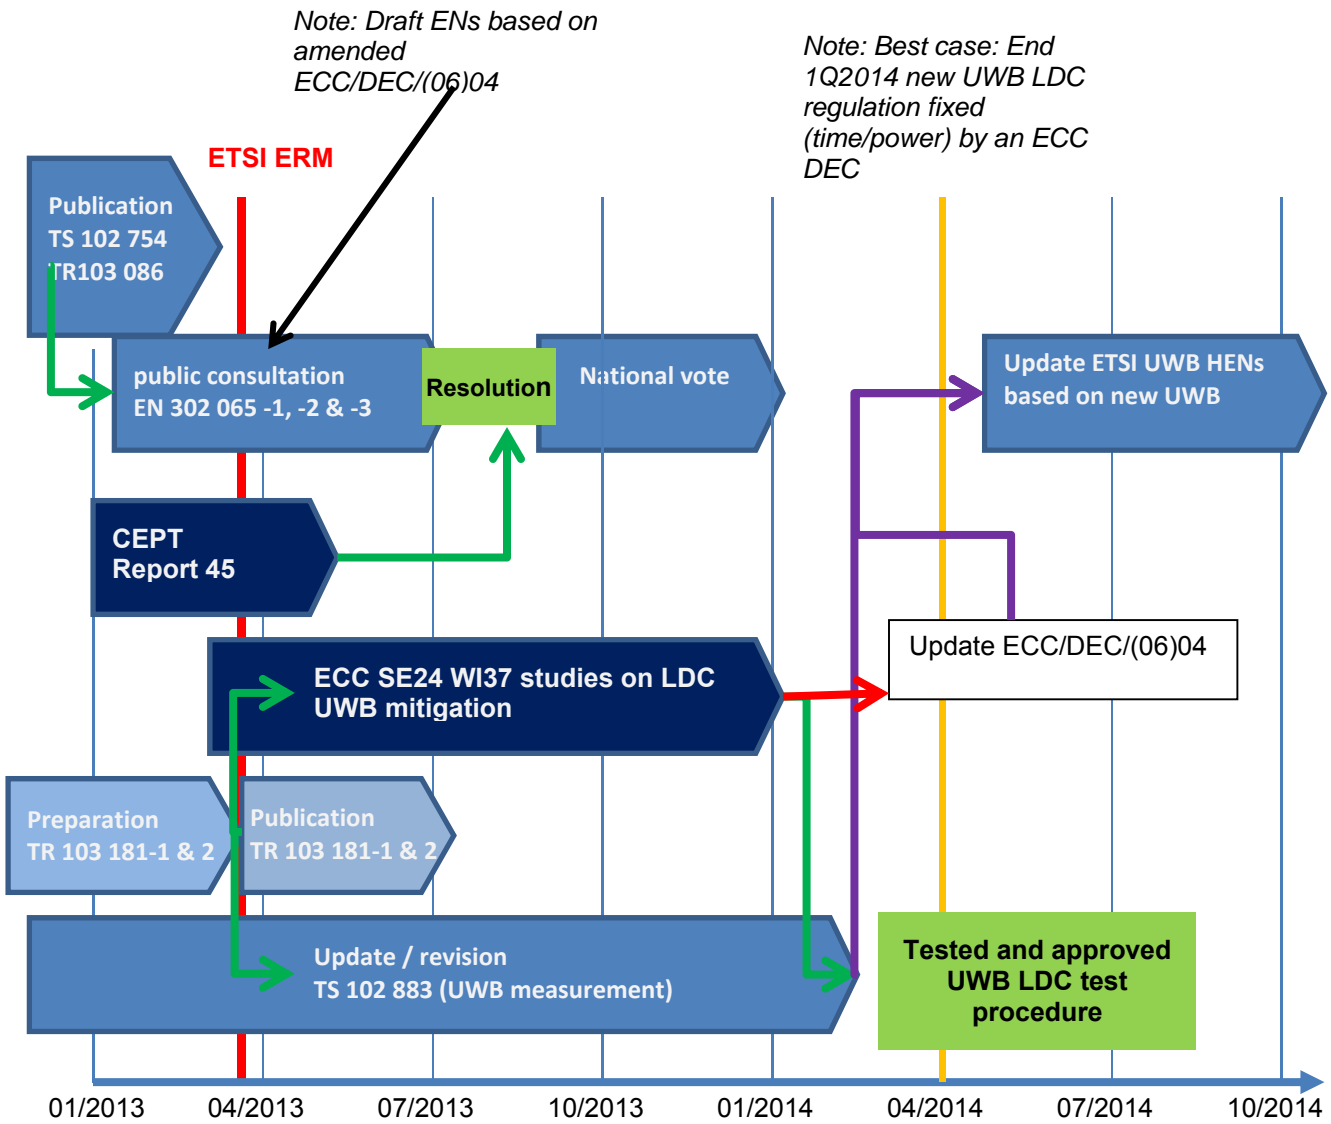 Note: Draft ENs based on
amended
ECC/DEC/(06)04
Note: Best case: End
1Q2014 new UWB LDC
regulation fixed
(time/power) by an ECC
DEC
ETSI ERM
Publication
TS 102 754
TR103 086
public consultation
EN 302 065 -1, -2 & -3
Resolution
National vote
Update ETSI UWB HENs
based on new UWB
CEPT
Report 45
ECC SE24 WI37 studies on LDC
UWB mitigation
Update ECC/DEC/(06)04
Preparation
TR 103 181-1 & 2
Publication
TR 103 181-1 & 2
Update / revision
TS 102 883 (UWB measurement)
Tested and approved
UWB LDC test
procedure
01/2013
04/2013
07/2013
10/2013
01/2014
04/2014
07/2014
10/2014